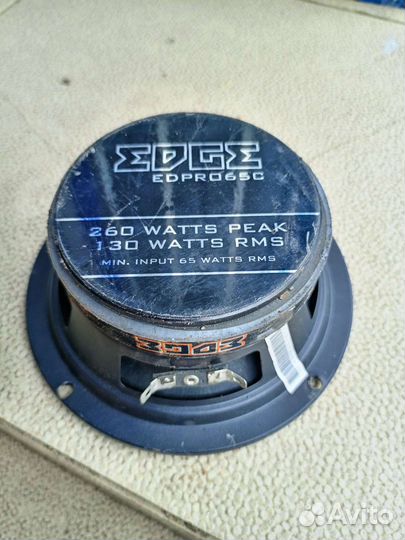 EDGE
EDPRO65C
260 WATTS PEAK
130 WATTS RMS
MIN. INPUT 65 WATTS RMS
EDGE
Avito